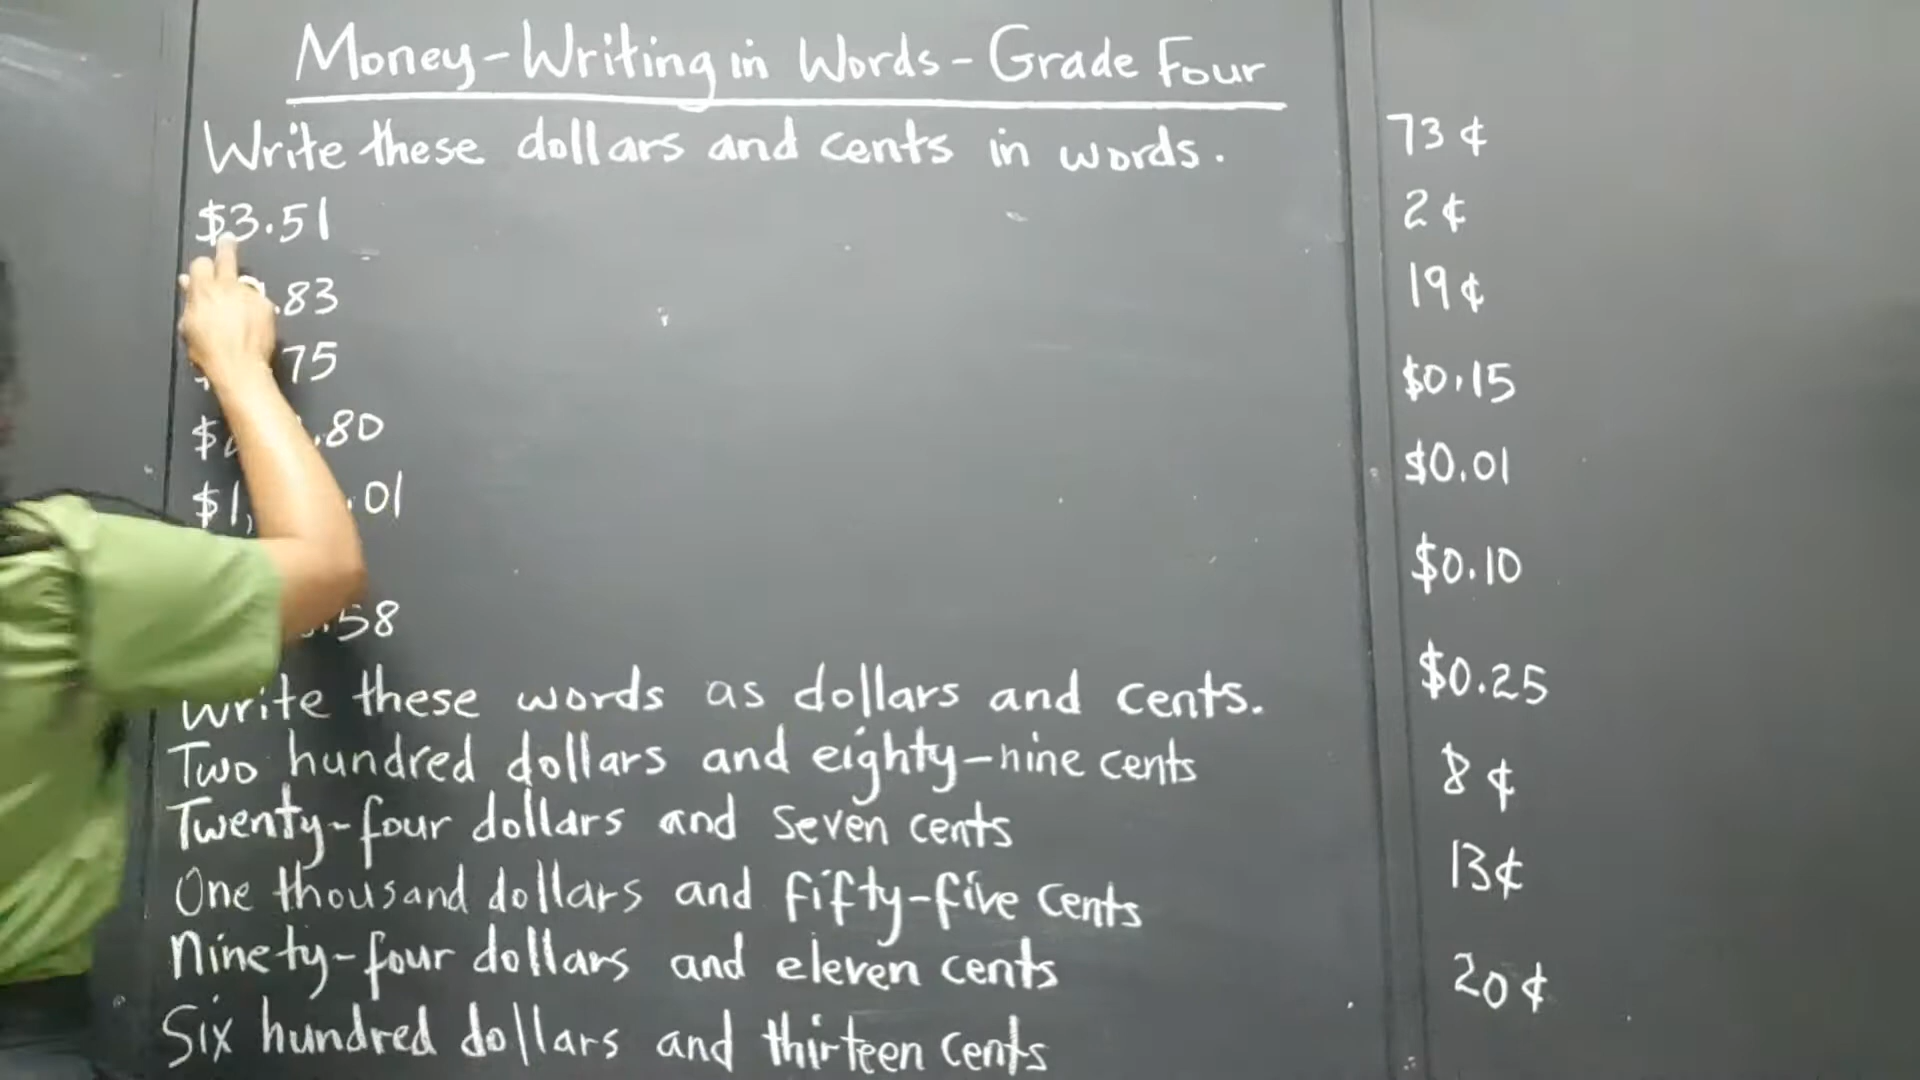 Money-Writing in Words-Grade Four
Write these dollars and cents in words.
$3.51
.83
75
$ .80
$1, .01
.58
Write these words as dollars and cents.
Two hundred dollars and eighty-nine cents
Twenty-four dollars and seven cents
One thousand dollars and fifty-five cents
Ninety-four dollars and eleven cents
Six hundred dollars and thirteen cents
73¢
2¢
19¢
$0.15
$0.01
$0.10
$0.25
8¢
13¢
20¢